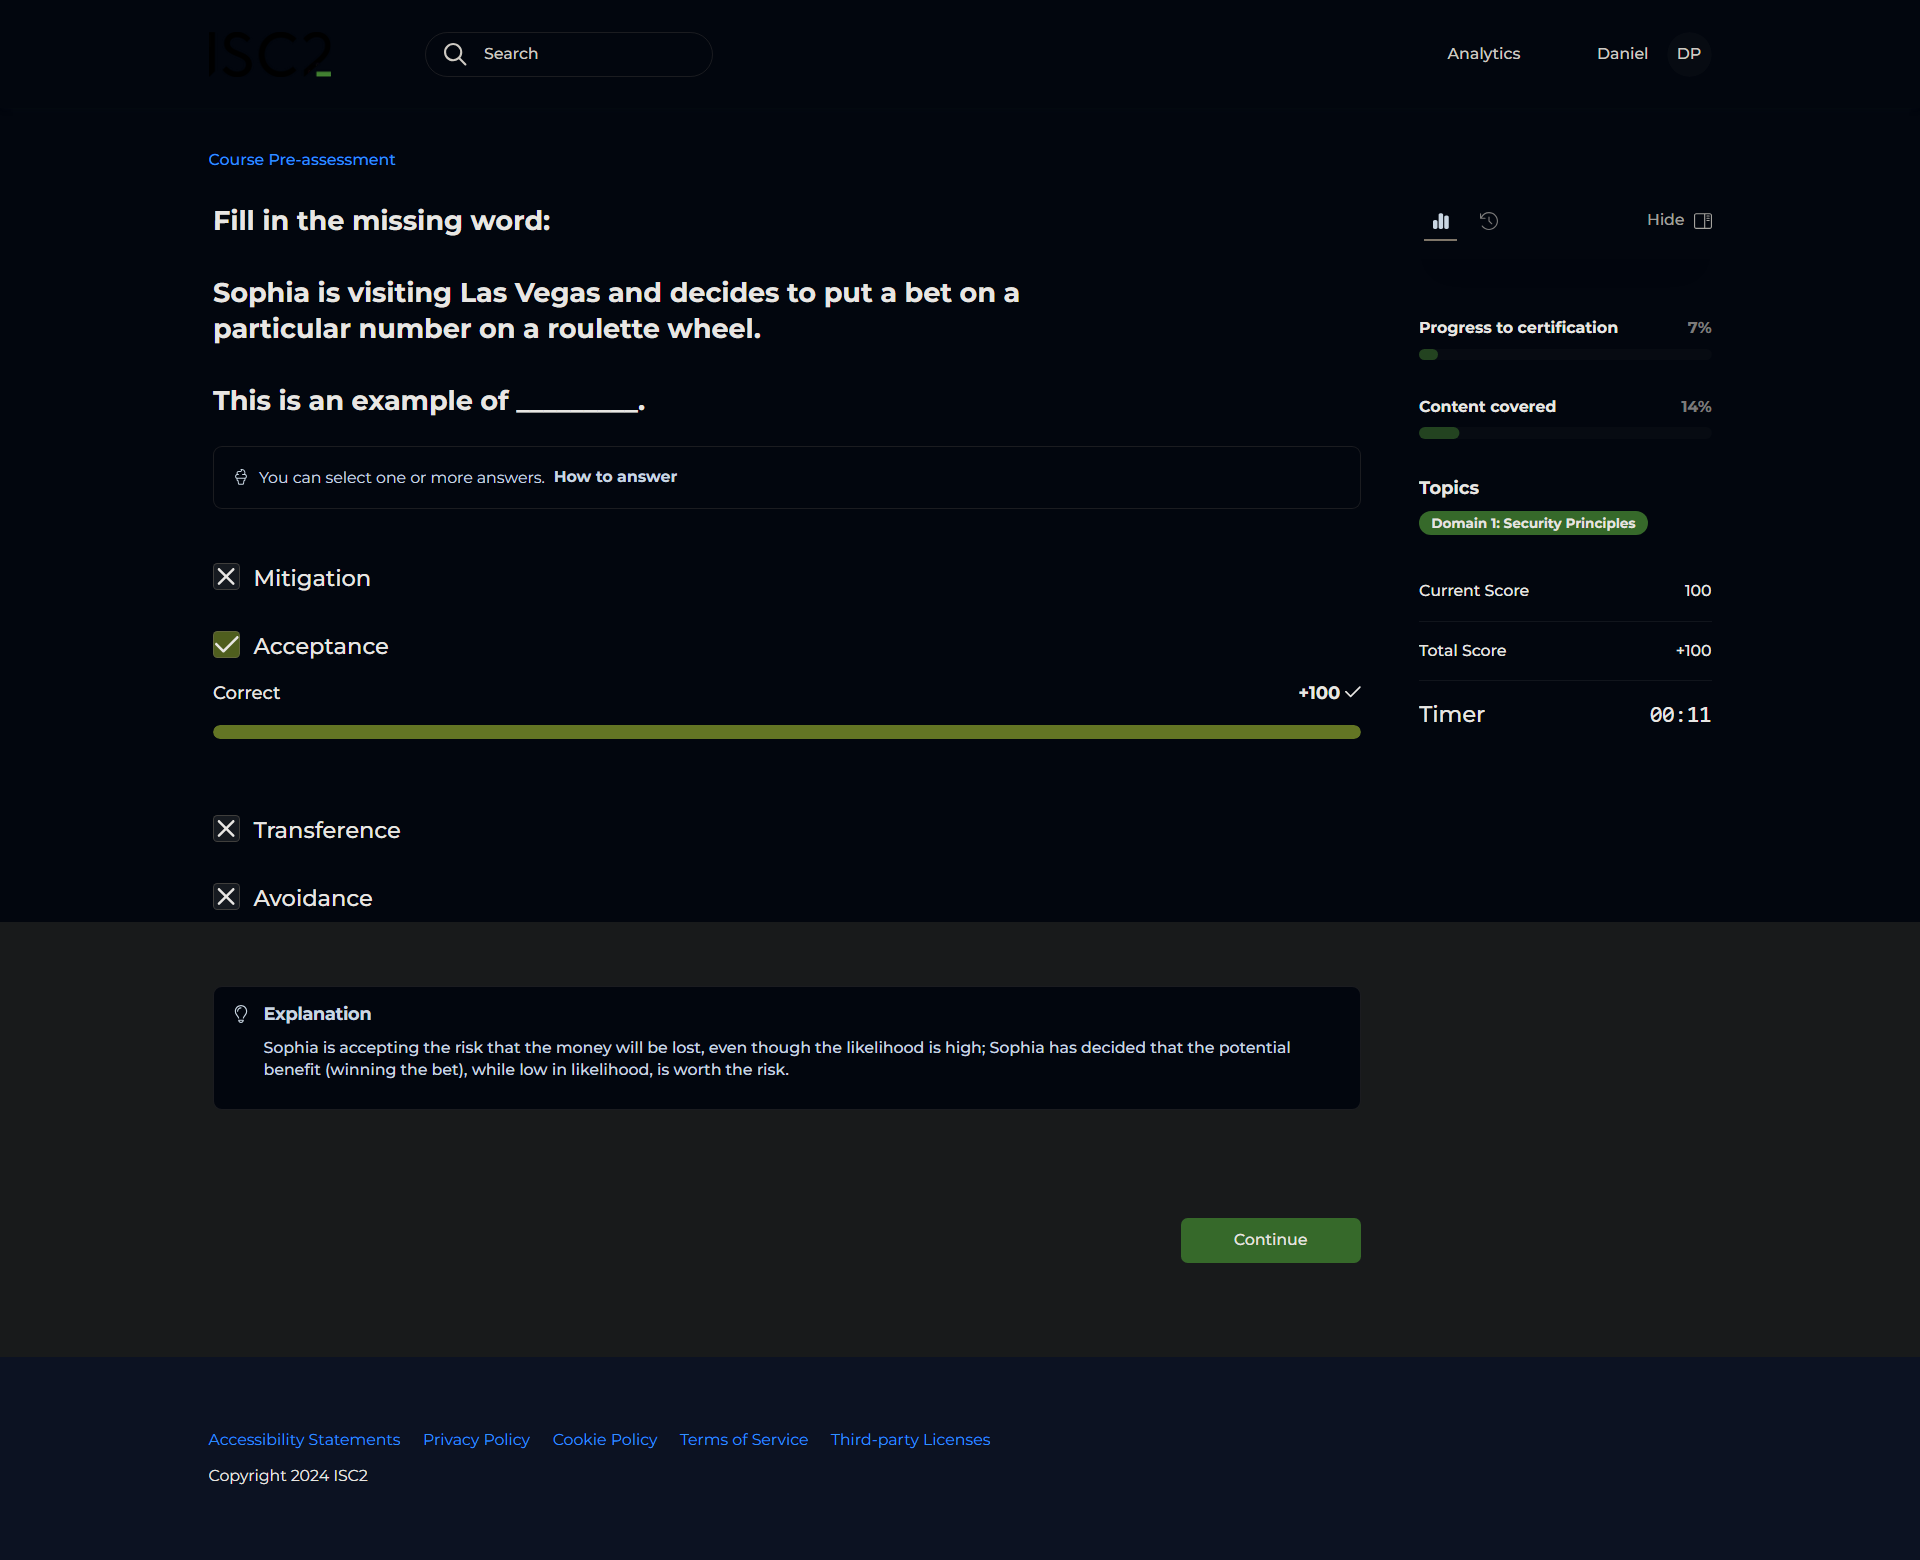 ISC2
Search
Analytics
Daniel
DP
Course Pre-assessment
Fill in the missing word:
Sophia is visiting Las Vegas and decides to put a bet on a
particular number on a roulette wheel.
This is an example of _________.
You can select one or more answers. How to answer
Mitigation
Acceptance
Correct
+100
Transference
Avoidance
Hide
Progress to certification 7%
Content covered 14%
Topics
Domain 1: Security Principles
Current Score 100
Total Score +100
Timer 00:11
Explanation
Sophia is accepting the risk that the money will be lost, even though the likelihood is high; Sophia has decided that the potential
benefit (winning the bet), while low in likelihood, is worth the risk.
Continue
Accessibility Statements Privacy Policy Cookie Policy Terms of Service Third-party Licenses
Copyright 2024 ISC2